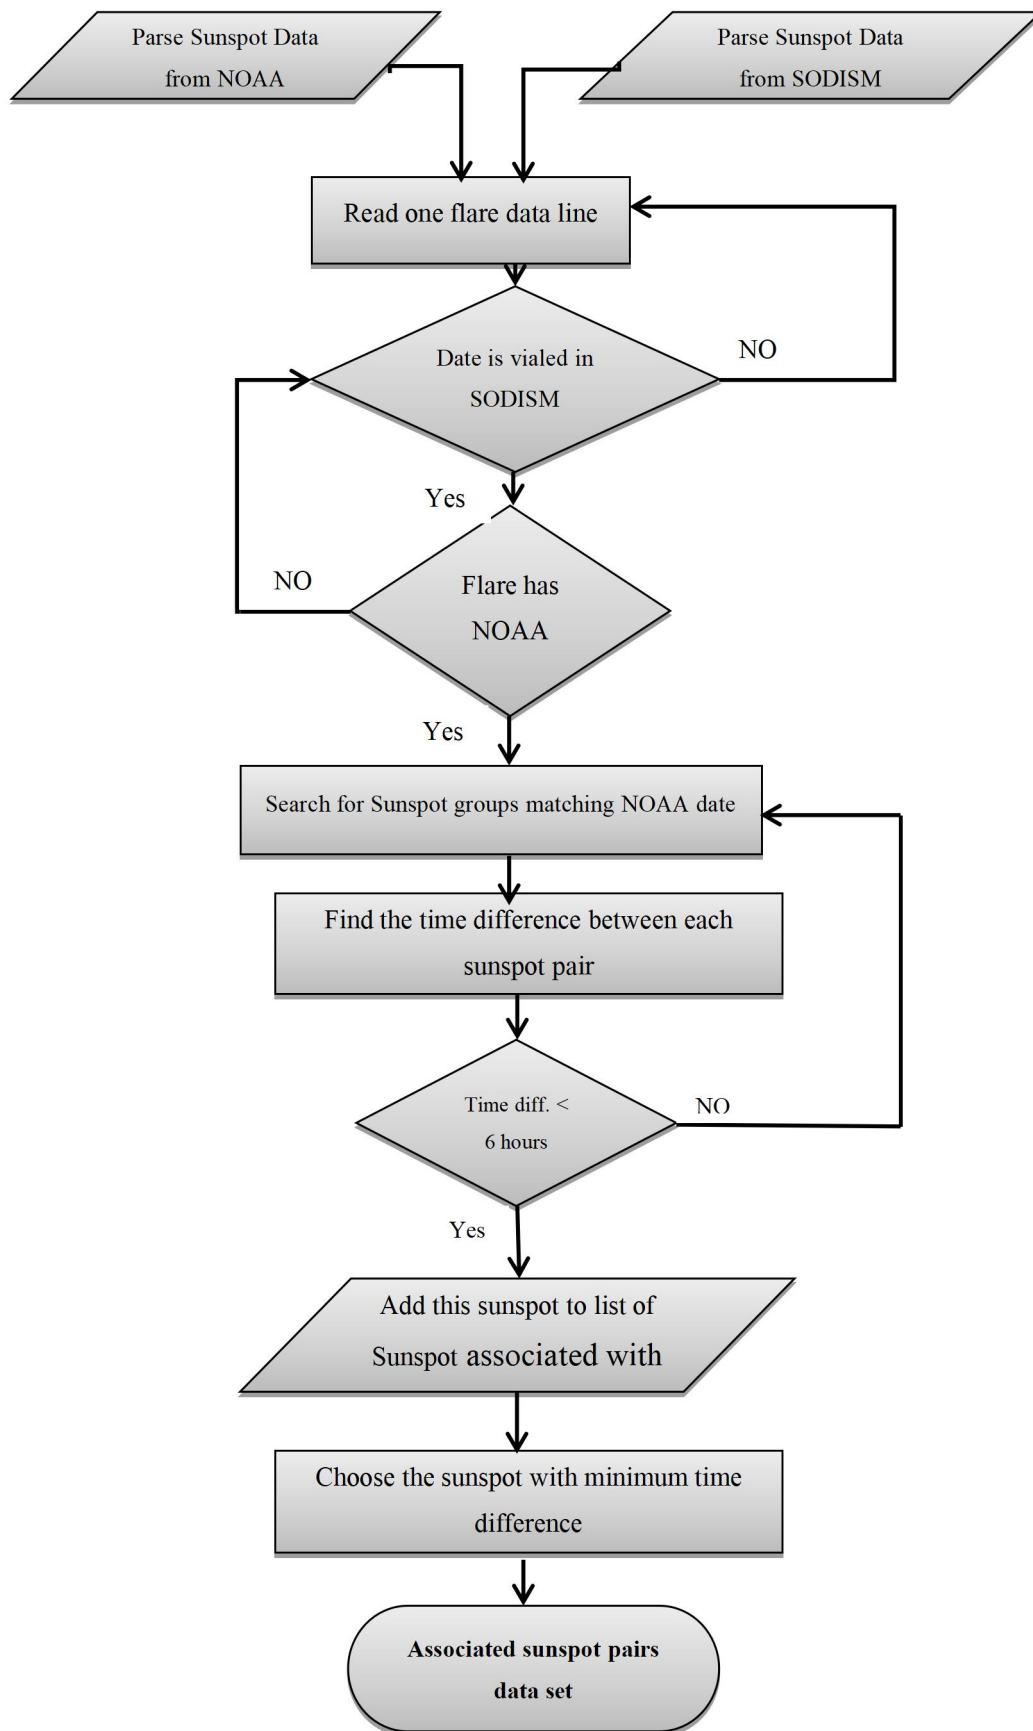 Parse Sunspot Data
from NOAA
Parse Sunspot Data
from SODISM
Read one flare data line
Date is vialed in
SODISM
NO
Yes
Flare has
NOAA
NO
Yes
Search for Sunspot groups matching NOAA date
Find the time difference between each
sunspot pair
Time diff. <
6 hours
NO
Yes
Add this sunspot to list of
Sunspot associated with
Choose the sunspot with minimum time
difference
Associated sunspot pairs
data set